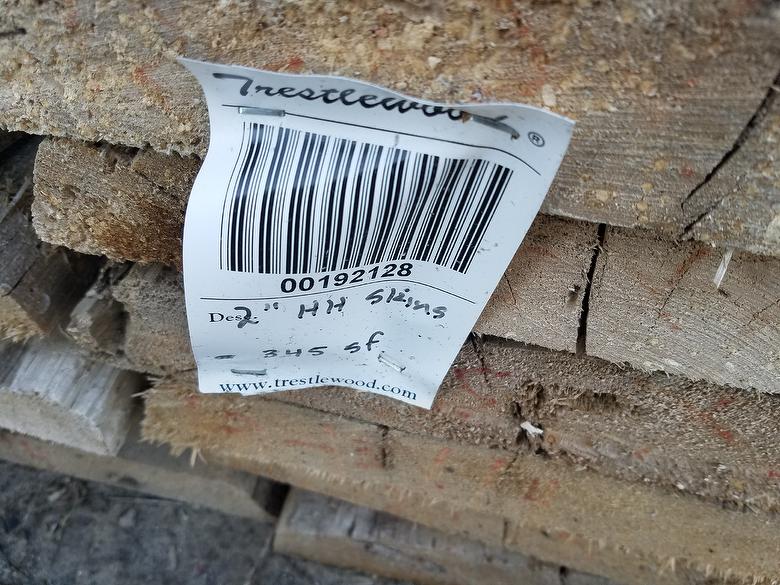 Trestlewood®
00192128
Desc. 2" HH Skins
= 345 sf
www.trestlewood.com